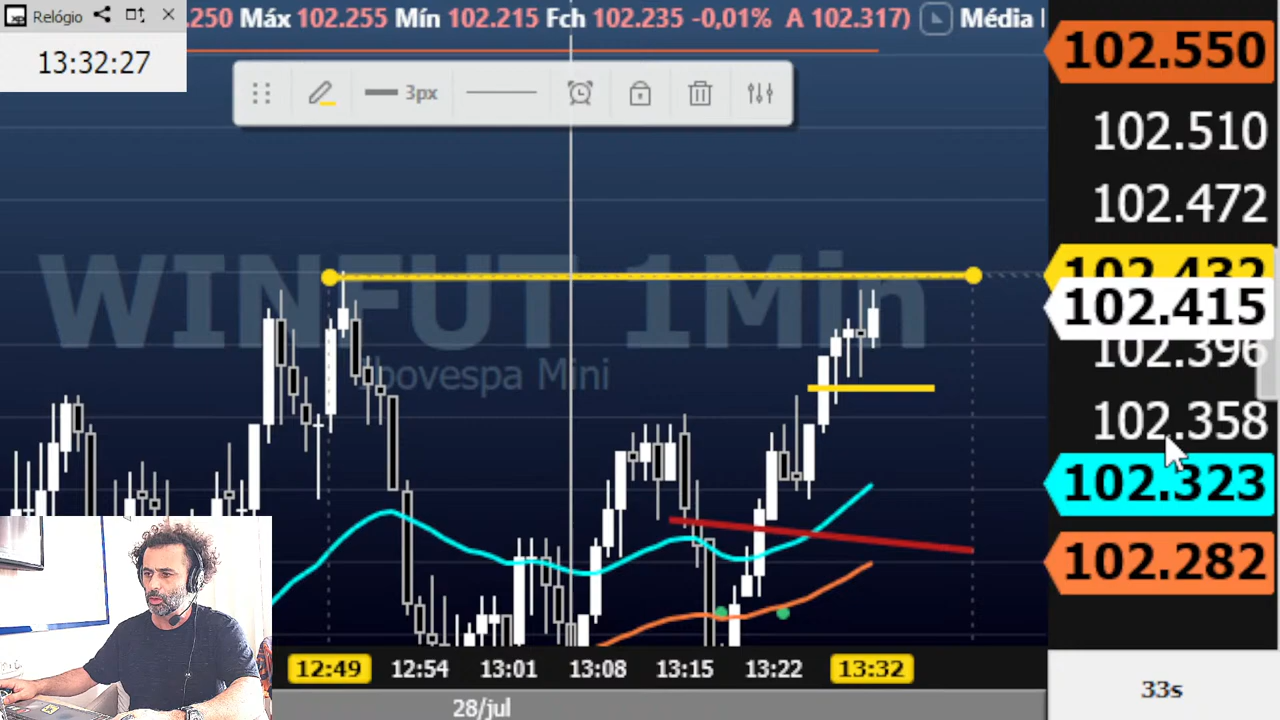 Relógio
.250 Máx 102.255 Mín 102.215 Fch 102.235 -0,01% A 102.317)
Média
13:32:27
3px
WINFUT 1Min
Ibovespa Mini
102.550
102.510
102.472
102.432
102.415
102.396
102.358
102.323
102.282
12:49 12:54 13:01 13:08 13:15 13:22 13:32
28/jul
33s